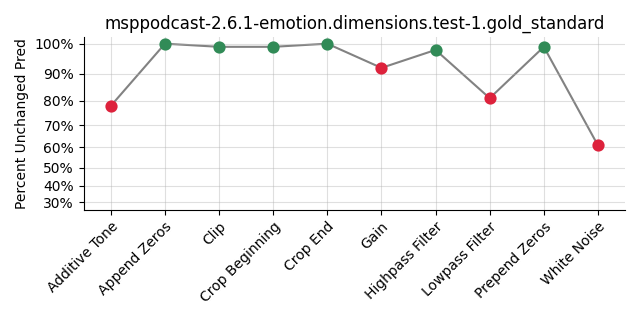 msppodcast-2.6.1-emotion.dimensions.test-1.gold_standard
Percent Unchanged Pred
100%
90%
80%
70%
60%
50%
40%
30%
Additive Tone
Append Zeros
Clip
Crop Beginning
Crop End
Gain
Highpass Filter
Lowpass Filter
Prepend Zeros
White Noise